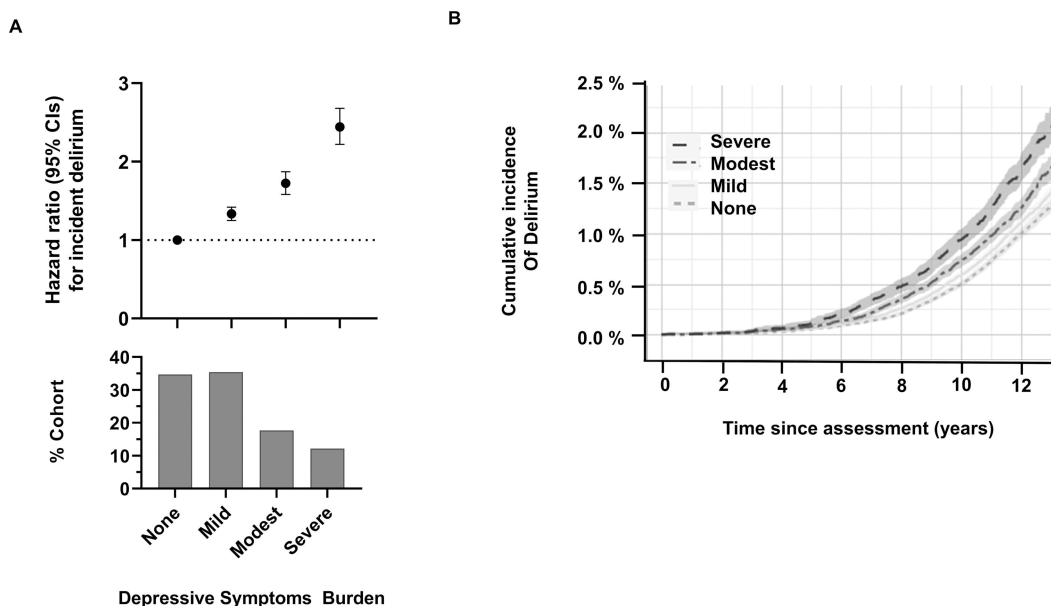 A
Hazard ratio (95% CIs)
for incident delirium
3
2
1
0
% Cohort
40
30
20
10
0
None
Mild
Modest
Severe
Depressive Symptoms Burden
B
Cumulative incidence
Of Delirium
2.5 %
2.0 %
1.5 %
1.0 %
0.5 %
0.0 %
Severe
Modest
Mild
None
0 2 4 6 8 10 12
Time since assessment (years)